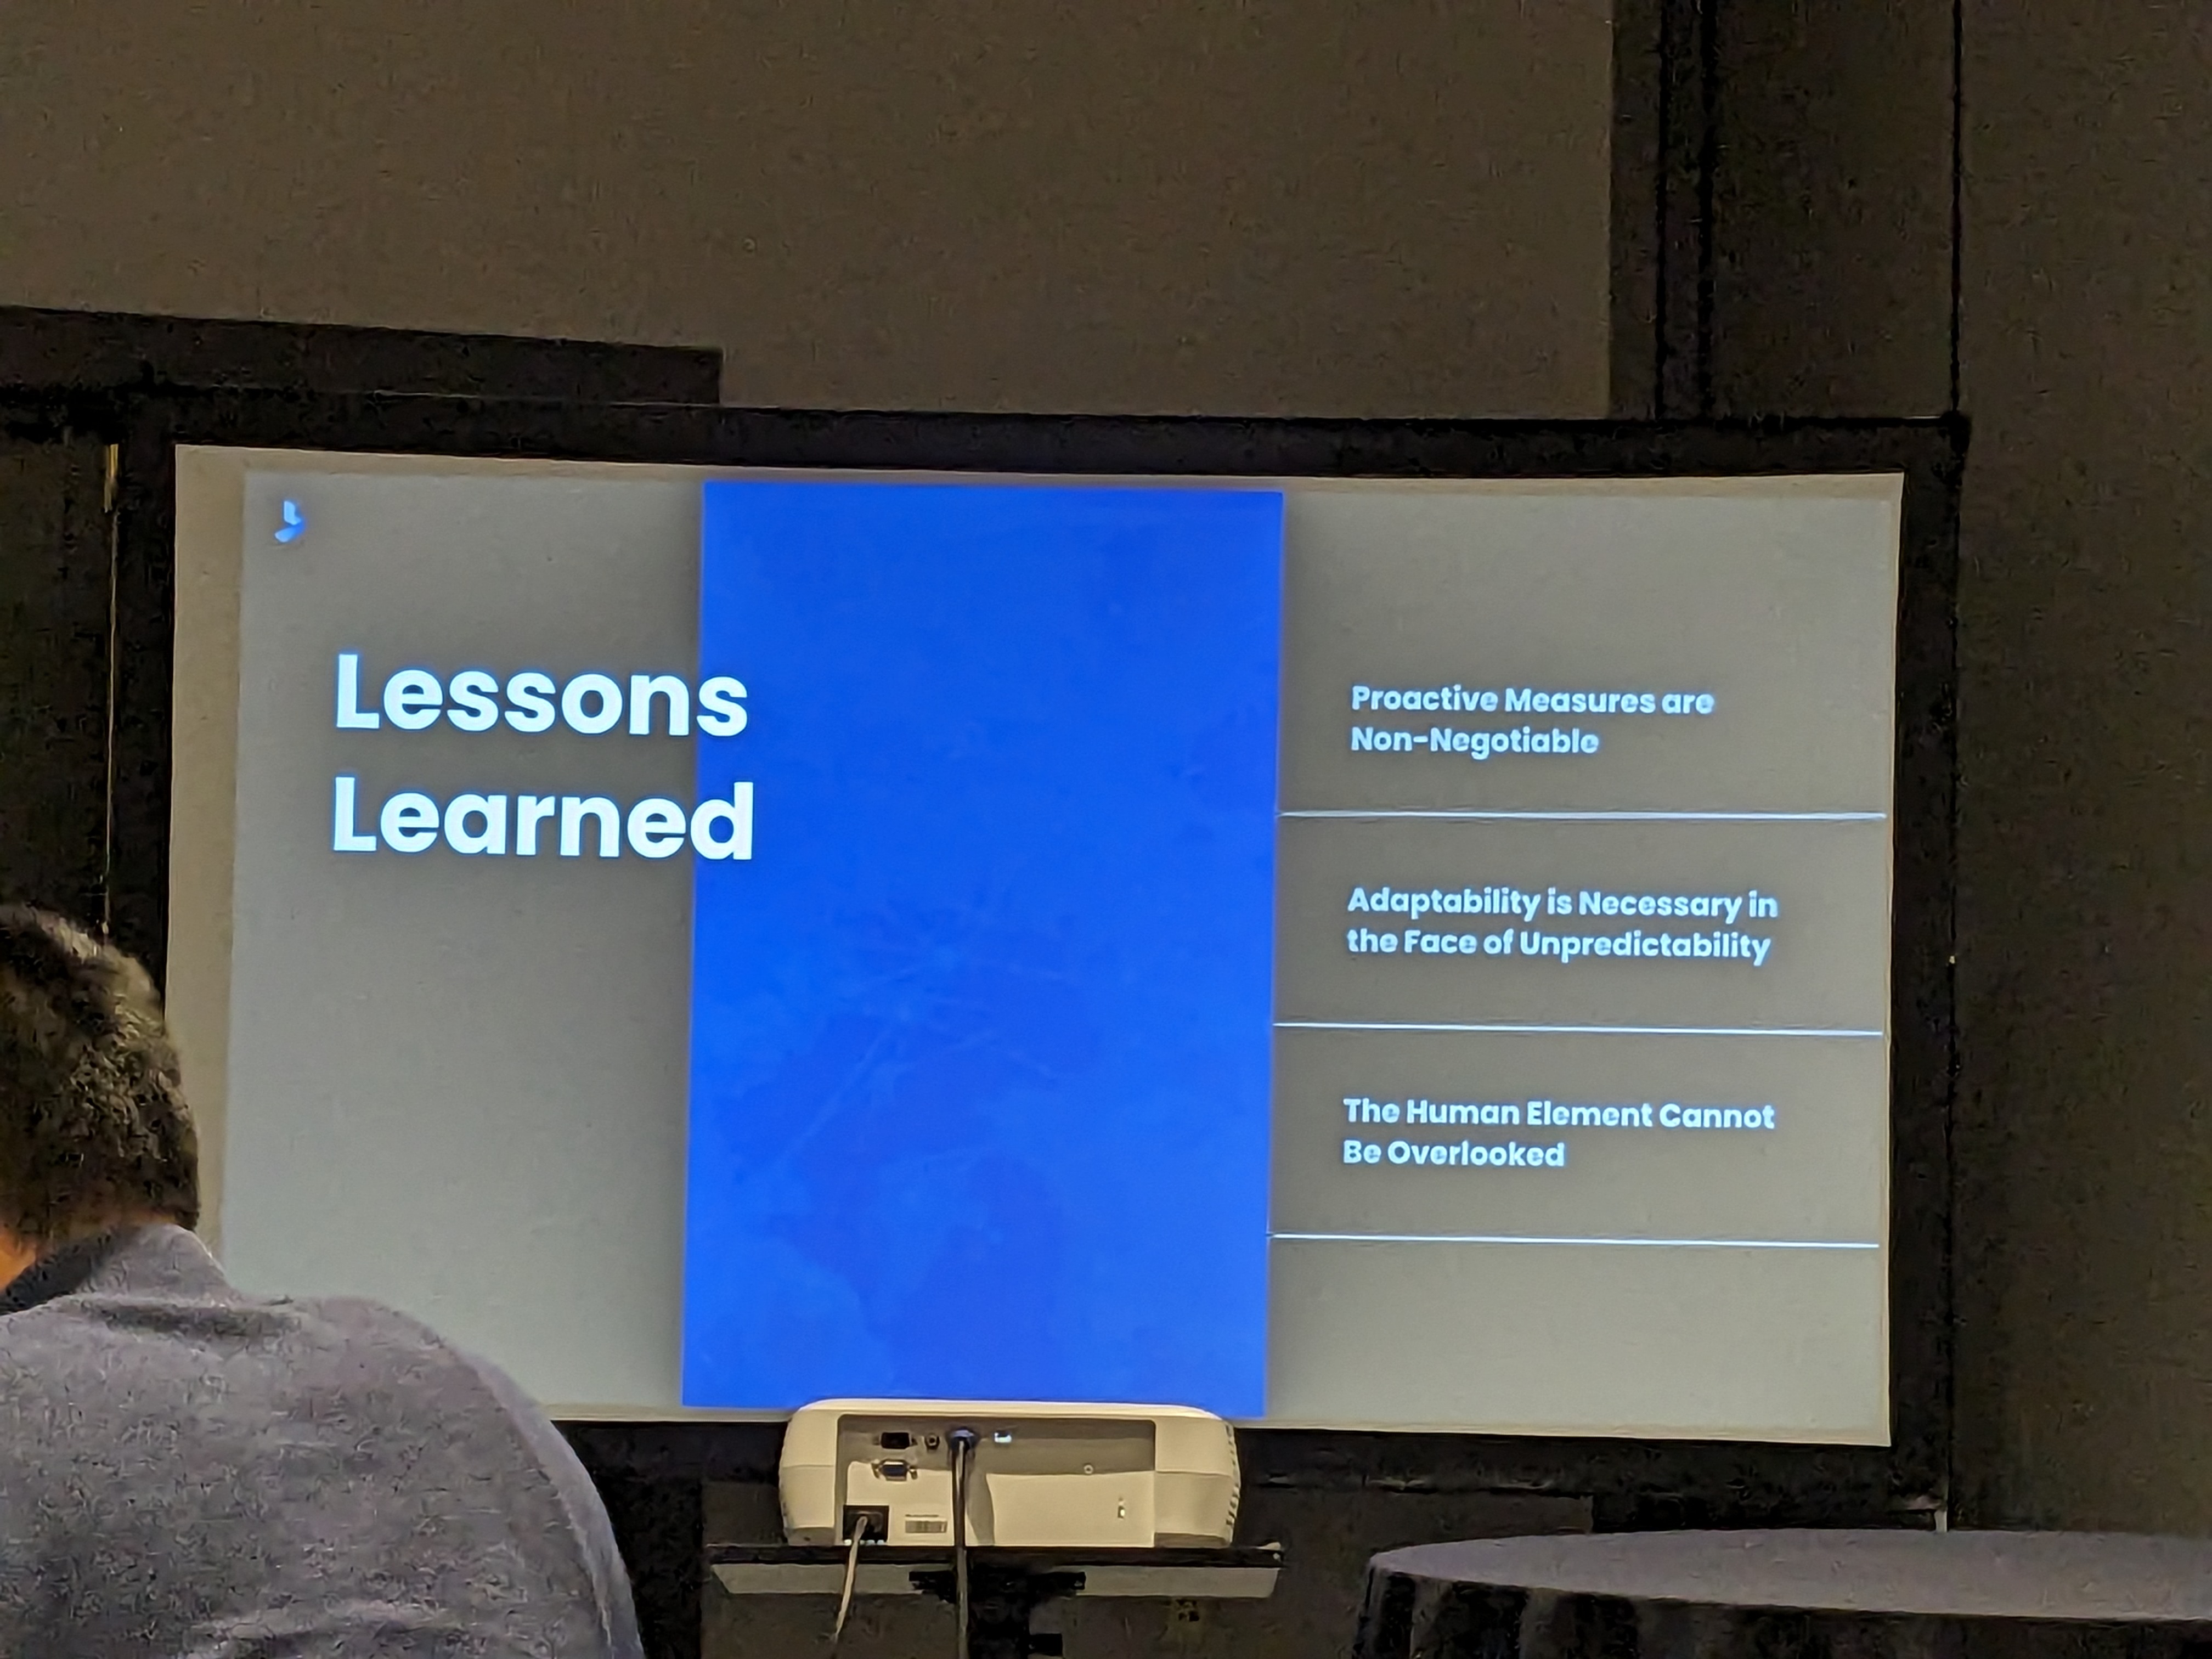 Lessons
Learned
Proactive Measures are
Non-Negotiable
Adaptability is Necessary in
the Face of Unpredictability
The Human Element Cannot
Be Overlooked